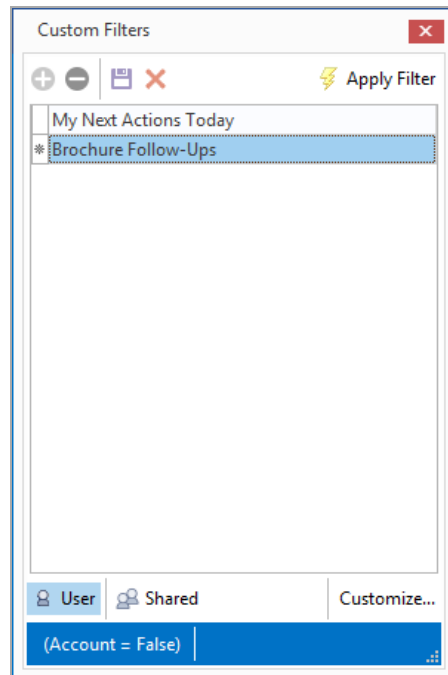 Custom Filters
Apply Filter
My Next Actions Today
Brochure Follow-Ups
User Shared Customize...
(Account = False)